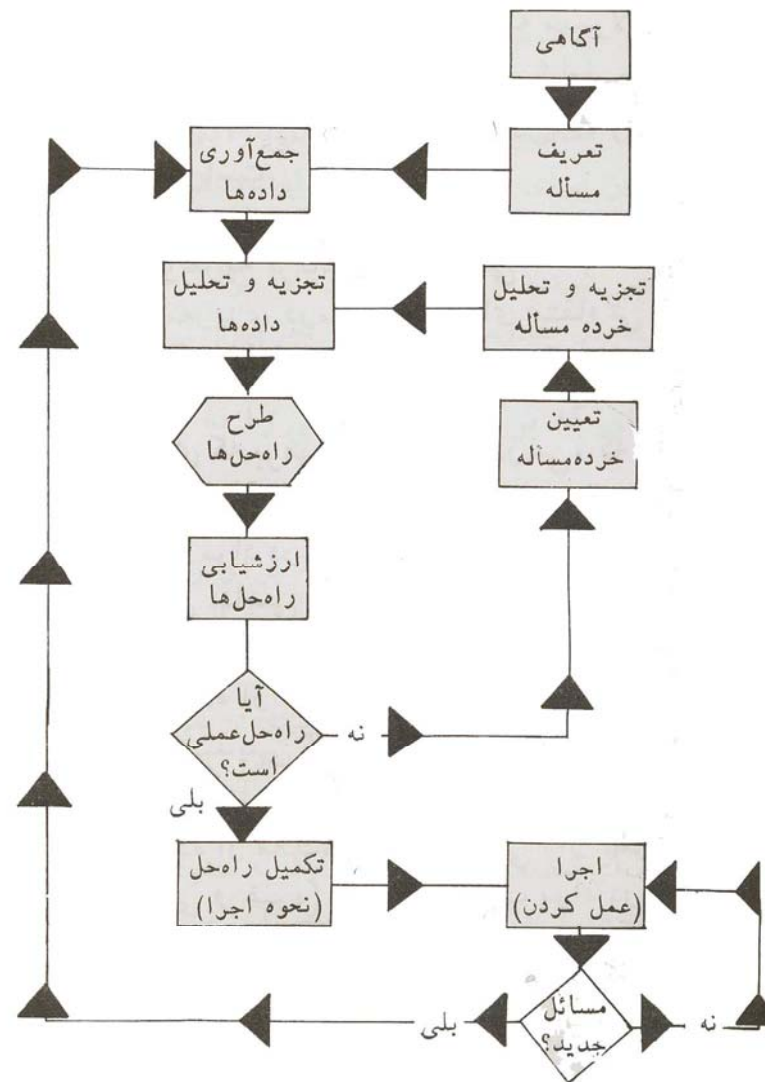 آگاهی
تعریف
مسأله
جمع‌آوری
داده‌ها
تجزیه و تحلیل
داده‌ها
تجزیه و تحلیل
خرده مسأله
تعیین
خرده‌مسأله
طرح
راه‌حل‌ها
ارزشیابی
راه‌حل‌ها
آیا
راه‌حل‌عملی
است؟
نه
بلی
تکمیل راه‌حل
(نحوه اجرا)
اجرا
(عمل کردن)
مسائل
جدید؟
نه
بلی